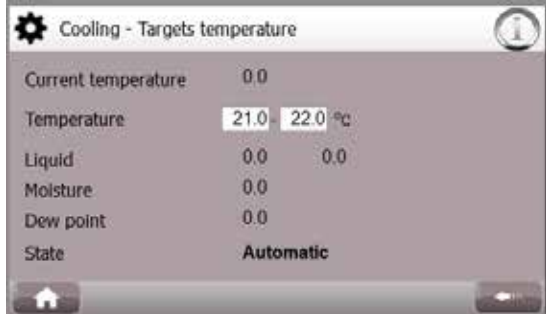 Cooling - Targets temperature
Current temperature 0.0
Temperature 21.0 - 22.0 °C
Liquid 0.0 0.0
Moisture 0.0
Dew point 0.0
State Automatic